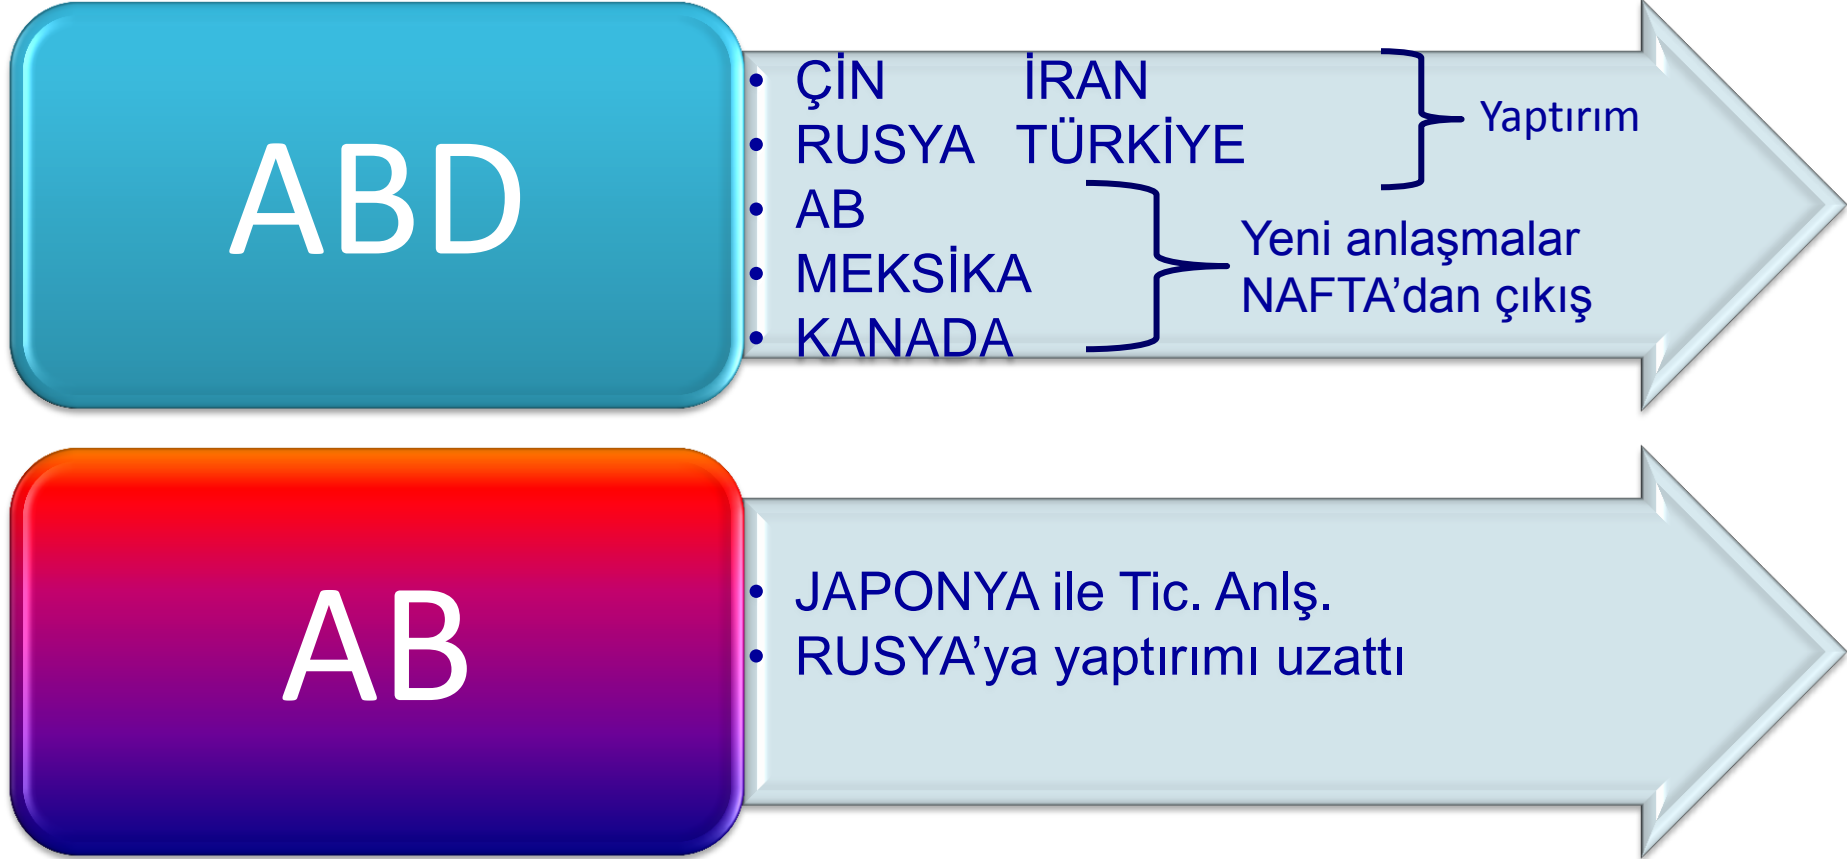 ABD
• ÇİN İRAN
• RUSYA TÜRKİYE
• AB
• MEKSİKA
• KANADA
Yaptırım
Yeni anlaşmalar
NAFTA’dan çıkış
AB
• JAPONYA ile Tic. Anlş.
• RUSYA’ya yaptırımı uzattı